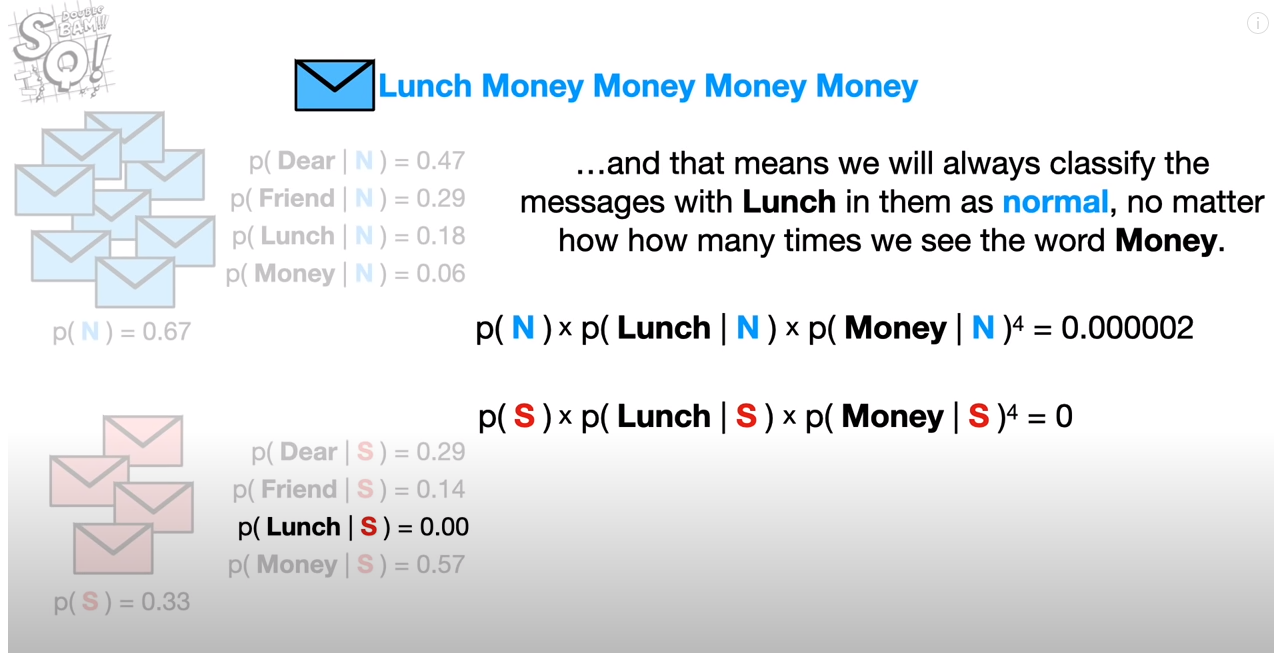 DOUBLE
BAM!!!
SQ!
Lunch Money Money Money Money
p( Dear | N ) = 0.47
p( Friend | N ) = 0.29
p( Lunch | N ) = 0.18
p( Money | N ) = 0.06
p( N ) = 0.67
…and that means we will always classify the
messages with Lunch in them as normal, no matter
how how many times we see the word Money.
p( N ) x p( Lunch | N ) x p( Money | N )⁴ = 0.000002
p( S ) x p( Lunch | S ) x p( Money | S )⁴ = 0
p( Dear | S ) = 0.29
p( Friend | S ) = 0.14
p( Lunch | S ) = 0.00
p( Money | S ) = 0.57
p( S ) = 0.33